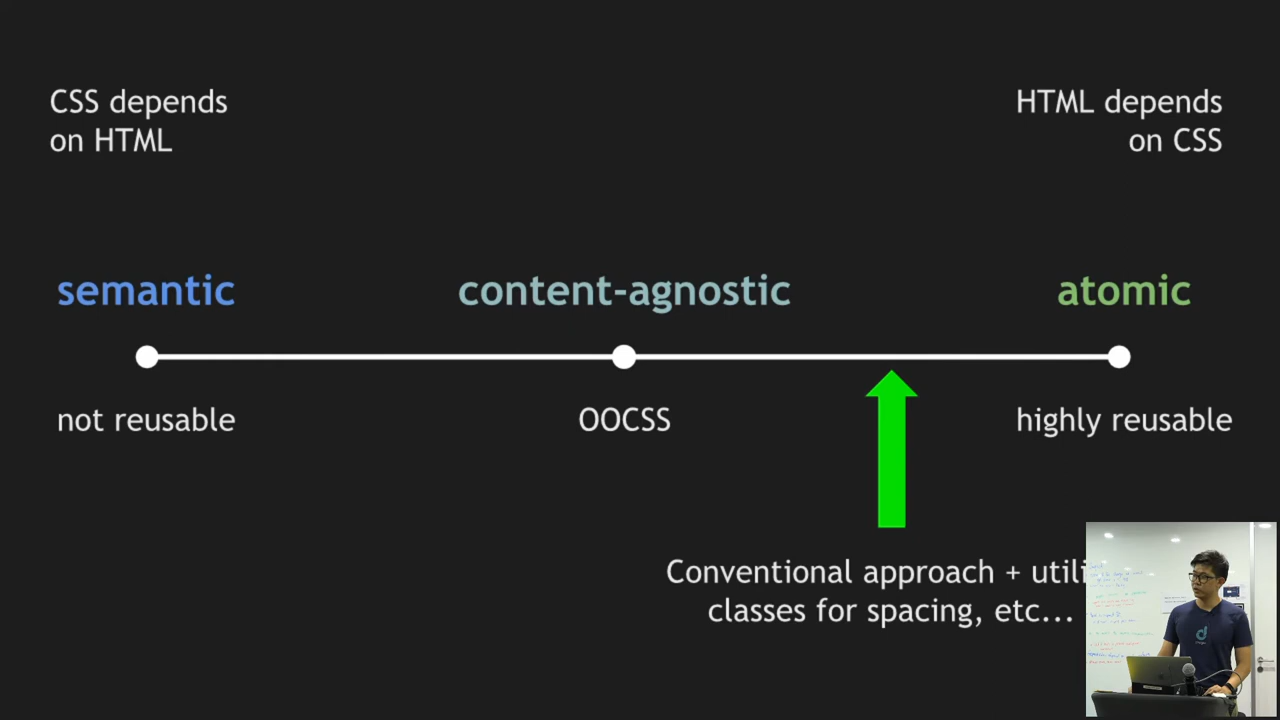 CSS depends
on HTML
HTML depends
on CSS
semantic
content-agnostic
atomic
not reusable
OOCSS
highly reusable
Conventional approach +
classes for spacing, etc...